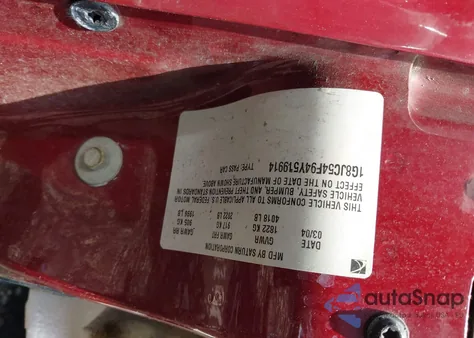 MFD BY SATURN CORPORATION
DATE GVWR GAWR FRT GAWR RR
03/04 1822 KG 917 KG 905 KG
4018 LB 2022 LB 1996 LB
THIS VEHICLE CONFORMS TO ALL APPLICABLE U.S. FEDERAL MOTOR
VEHICLE SAFETY, BUMPER, AND THEFT PREVENTION STANDARDS IN
EFFECT ON THE DATE OF MANUFACTURE SHOWN ABOVE.
1G8JC54F94Y519914 TYPE: PASS CAR
autoSnap